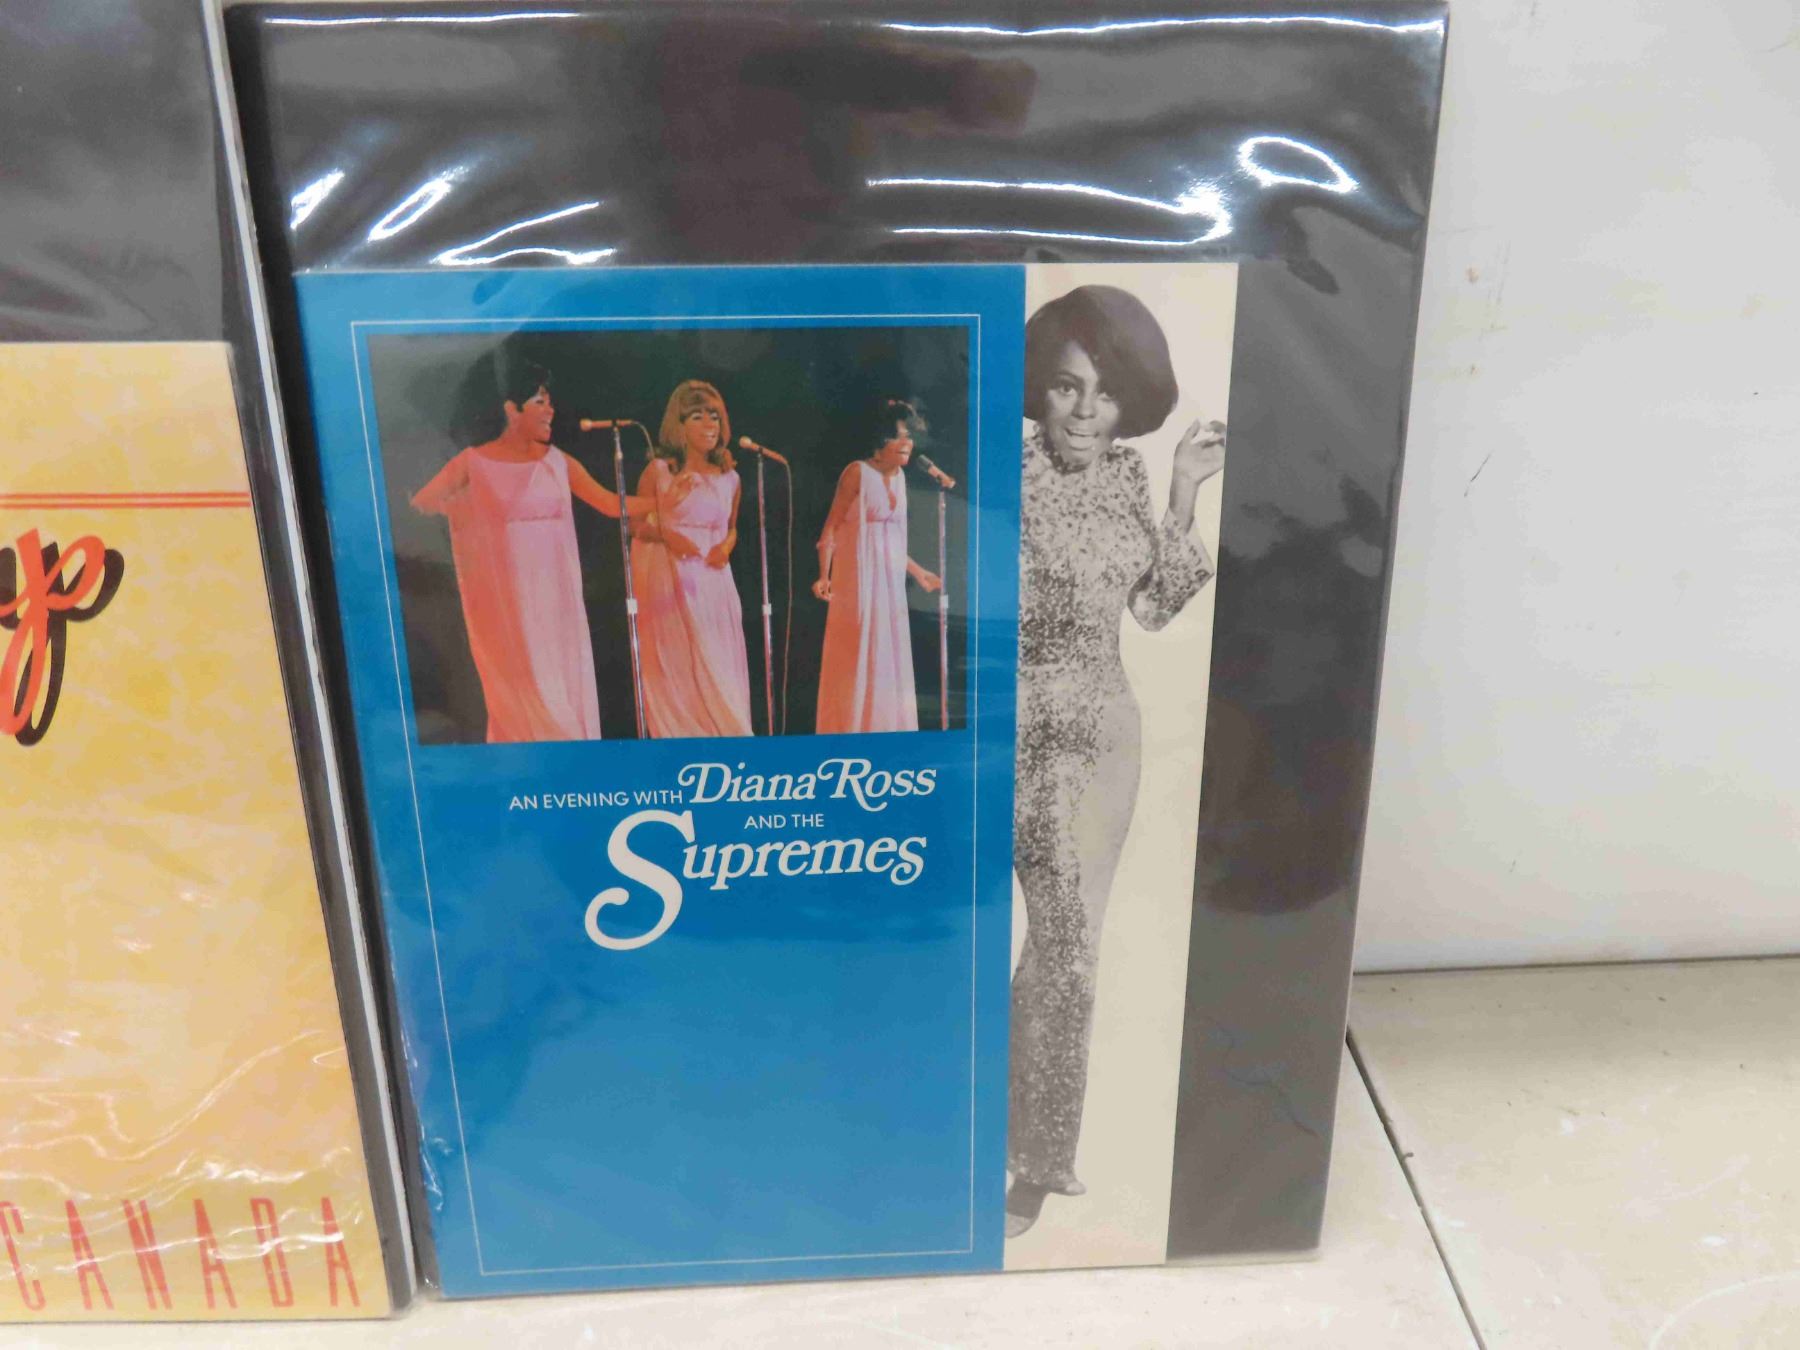 AN EVENING WITH Diana Ross
AND THE
Supremes
CANADA